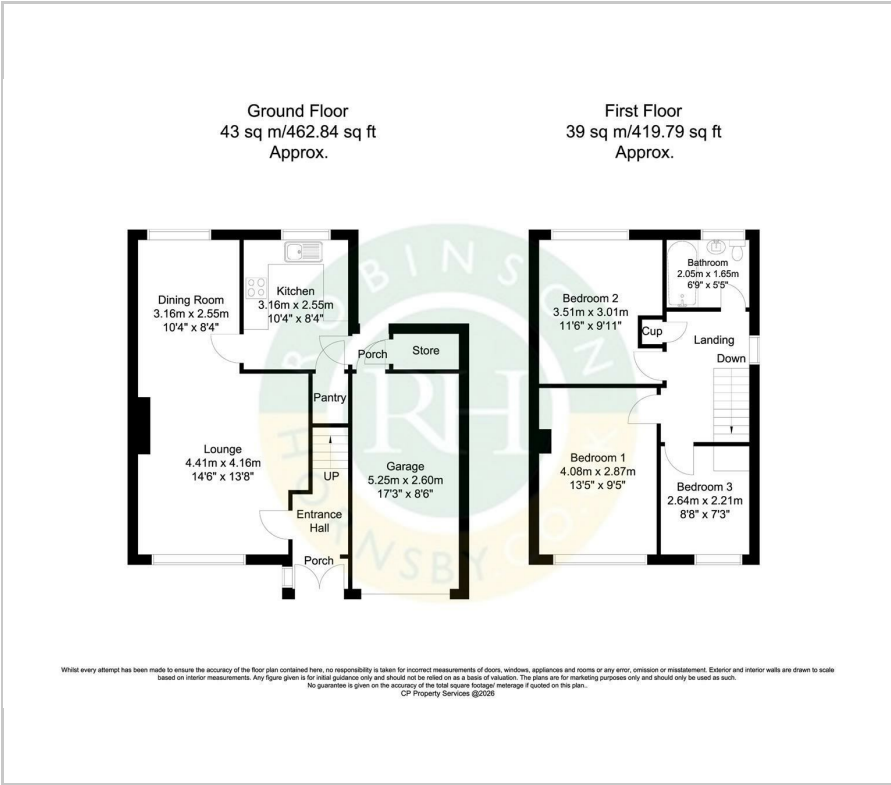 Ground Floor
43 sq m/462.84 sq ft
Approx.
First Floor
39 sq m/419.79 sq ft
Approx.
Dining Room
3.16m x 2.55m
10'4" x 8'4"
Kitchen
3.16m x 2.55m
10'4" x 8'4"
Porch
Store
Pantry
Lounge
4.41m x 4.16m
14'6" x 13'8"
UP
Garage
5.25m x 2.60m
17'3" x 8'6"
Entrance
Hall
Porch
Bathroom
2.05m x 1.65m
6'9" x 5'5"
Bedroom 2
3.51m x 3.01m
11'6" x 9'11"
Cup
Landing
Down
Bedroom 1
4.08m x 2.87m
13'5" x 9'5"
Bedroom 3
2.64m x 2.21m
8'8" x 7'3"
ROBINSON
RH
HORNSBY CO.UK
Whilst every attempt has been made to ensure the accuracy of the floor plan contained here, no responsibility is taken for incorrect measurements of doors, windows, appliances and rooms or any error, omission or misstatement. Exterior and interior walls are drawn to scale
based on interior measurements. Any figure given is for initial guidance only and should not be relied on as a basis of valuation. The plans are for marketing purposes only and should only be used as such.
No guarantee is given on the accuracy of the total square footage/ meterage if quoted on this plan..
CP Property Services @2026